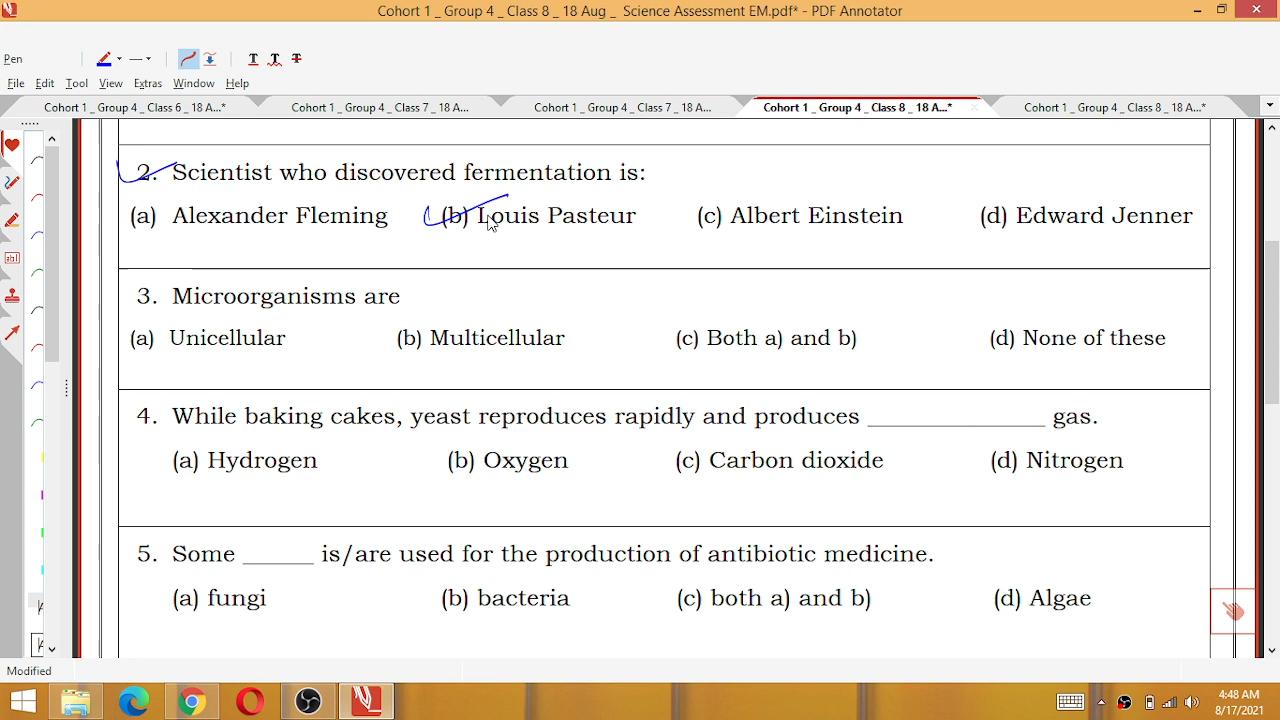 Cohort 1 _ Group 4 _ Class 8 _ 18 Aug _ Science Assessment EM.pdf* - PDF Annotator
Pen
File Edit Tool View Extras Window Help
Cohort 1 _ Group 4 _ Class 6 _ 18 A...* Cohort 1 _ Group 4 _ Class 7 _ 18 A... Cohort 1 _ Group 4 _ Class 7 _ 18 A... Cohort 1 _ Group 4 _ Class 8 _ 18 A...* Cohort 1 _ Group 4 _ Class 8 _ 18 A...*
2. Scientist who discovered fermentation is:
(a) Alexander Fleming (b) Louis Pasteur (c) Albert Einstein (d) Edward Jenner
3. Microorganisms are
(a) Unicellular (b) Multicellular (c) Both a) and b) (d) None of these
4. While baking cakes, yeast reproduces rapidly and produces ______________ gas.
(a) Hydrogen (b) Oxygen (c) Carbon dioxide (d) Nitrogen
5. Some ______ is/are used for the production of antibiotic medicine.
(a) fungi (b) bacteria (c) both a) and b) (d) Algae
Modified
4:48 AM
8/17/2021